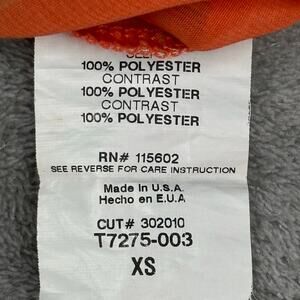 100% POLYESTER
CONTRAST
100% POLYESTER
CONTRAST
100% POLYESTER
RN# 115602
SEE REVERSE FOR CARE INSTRUCTION
Made in U.S.A.
Hecho en E.U.A
CUT# 302010
T7275-003
XS